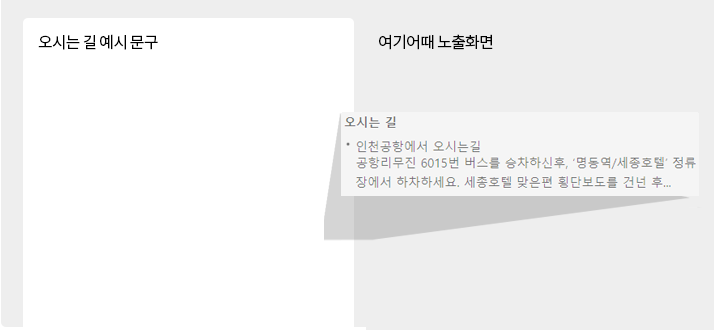 오시는 길 예시 문구
여기어때 노출화면
오시는 길
• 인천공항에서 오시는길
공항리무진 6015번 버스를 승차하신후, '명동역/세종호텔' 정류
장에서 하차하세요. 세종호텔 맞은편 횡단보도를 건넌 후...